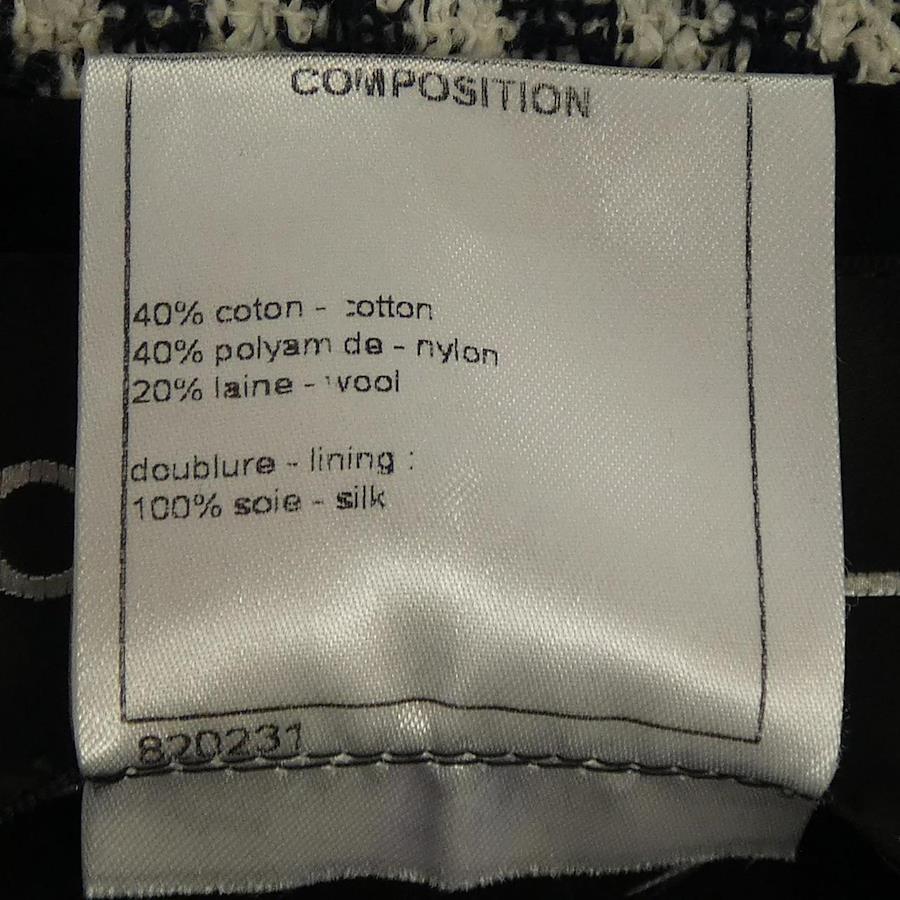 COMPOSITION
40% coton - cotton
40% polyamide - nylon
20% laine - wool
doublure - lining :
100% soie - silk
820231